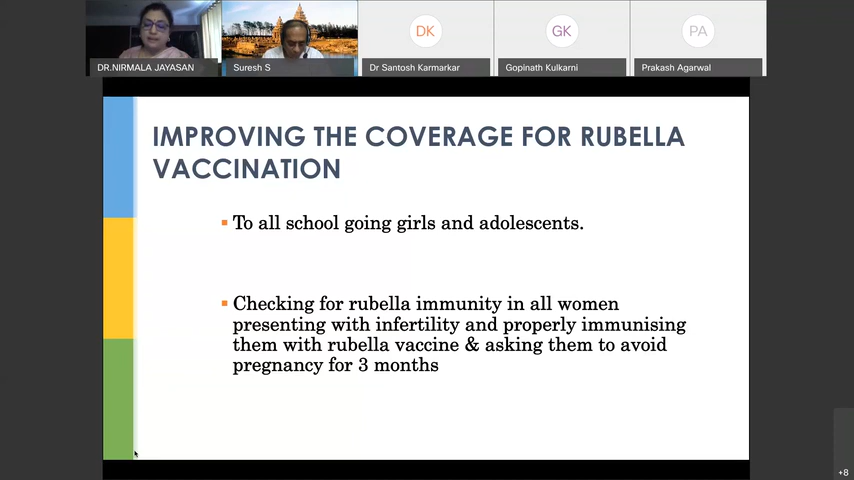 DK
GK
PA
DR.NIRMALA JAYASAN
Suresh S
Dr Santosh Karmarkar
Gopinath Kulkarni
Prakash Agarwal
IMPROVING THE COVERAGE FOR RUBELLA
VACCINATION
To all school going girls and adolescents.
Checking for rubella immunity in all women
presenting with infertility and properly immunising
them with rubella vaccine & asking them to avoid
pregnancy for 3 months
+8